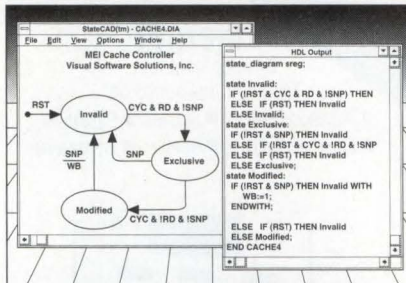 StateCAD(tm) - CACHE4.DIA
File Edit View Options Window Help
MEI Cache Controller
Visual Software Solutions, Inc.
RST
Invalid
CYC & RD & !SNP
SNP
WB
SNP
Exclusive
Modified
CYC & !RD & !SNP
HDL Output
state_diagram sreg;
state Invalid:
IF (!RST & CYC & RD & !SNP) THEN
ELSE IF (RST) THEN Invalid
ELSE Invalid;
state Exclusive:
IF (!RST & SNP) THEN Invalid
ELSE IF (!RST & CYC & !RD & !SNP
ELSE IF (RST) THEN Invalid
ELSE Exclusive;
state Modified:
IF (!RST & SNP) THEN Invalid WITH
WB:=1;
ENDWITH;
ELSE IF (RST) THEN Invalid
ELSE Modified;
END CACHE4